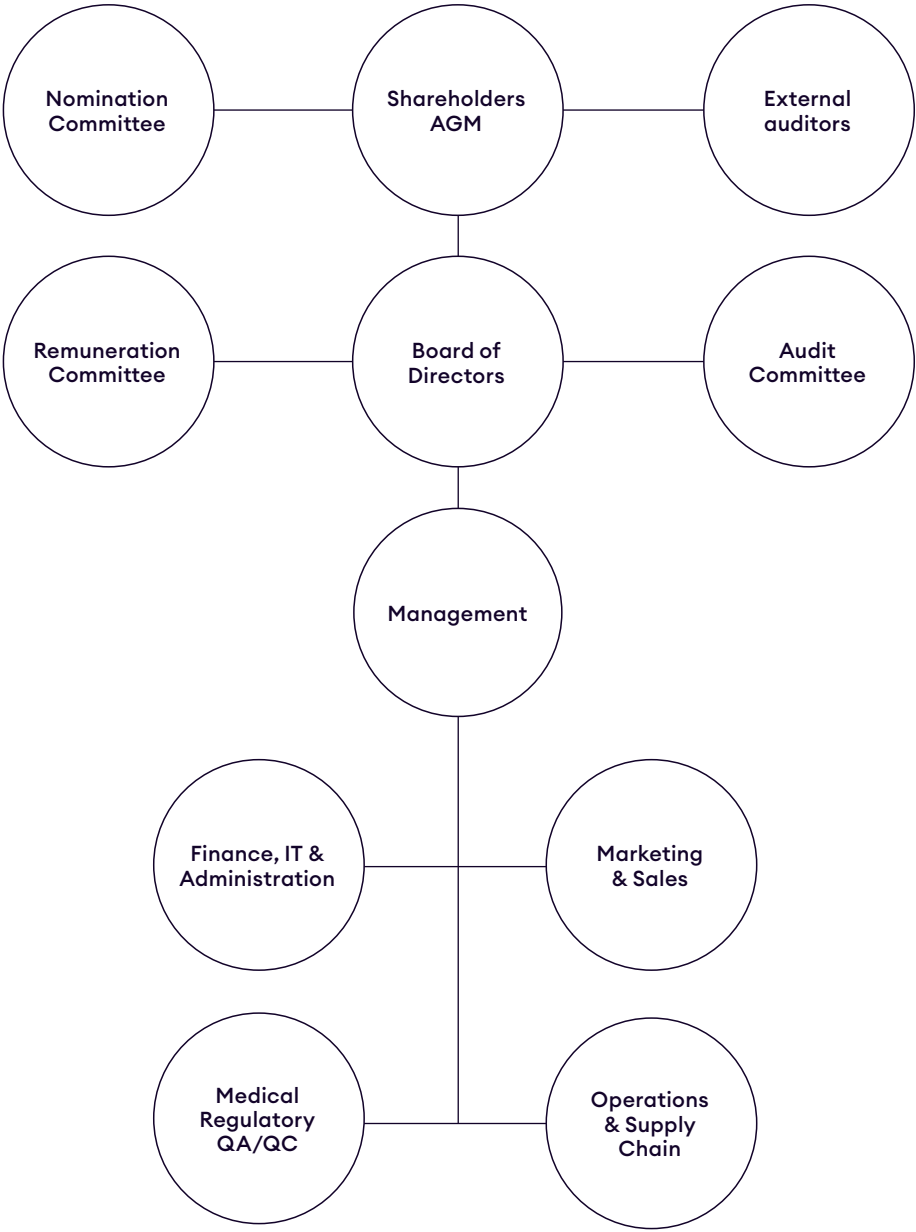 Nomination
Committee
Shareholders
AGM
External
auditors
Remuneration
Committee
Board of
Directors
Audit
Committee
Management
Finance, IT &
Administration
Marketing
& Sales
Medical
Regulatory
QA/QC
Operations
& Supply
Chain